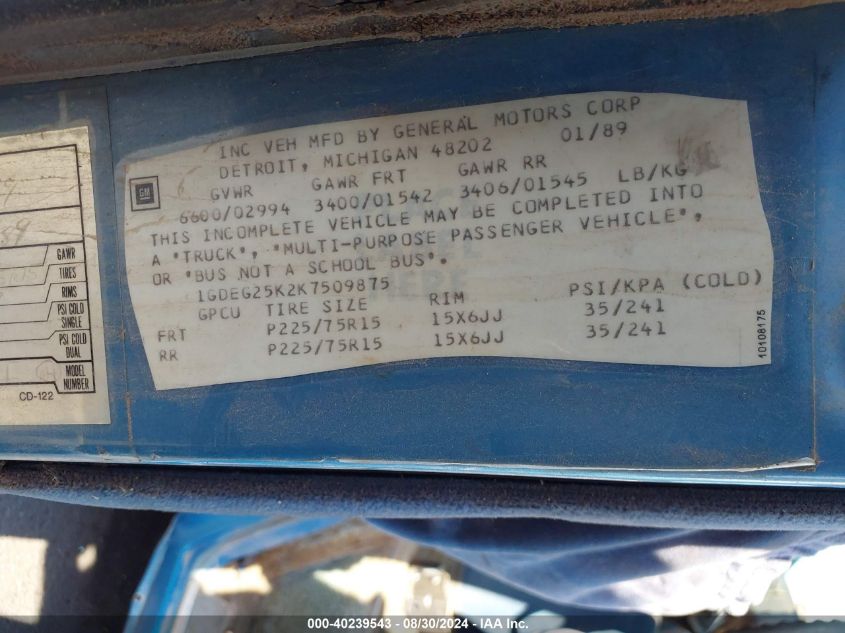 INC VEH MFD BY GENERAL MOTORS CORP
DETROIT, MICHIGAN 48202 01/89
GM
GVWR GAWR FRT GAWR RR
6600/02994 3400/01542 3406/01545 LB/KG
THIS INCOMPLETE VEHICLE MAY BE COMPLETED INTO
A "TRUCK", "MULTI-PURPOSE PASSENGER VEHICLE",
OR "BUS NOT A SCHOOL BUS".
1GDEG25K2K7509875
GPCU TIRE SIZE RIM PSI/KPA (COLD)
FRT P225/75R15 15X6JJ 35/241
RR P225/75R15 15X6JJ 35/241
10108175
HERE
GAWR
TIRES
RIMS
PSI COLD
SINGLE
PSI COLD
DUAL
MODEL
NUMBER
CD-122
000-40239543 - 08/30/2024 - IAA Inc.